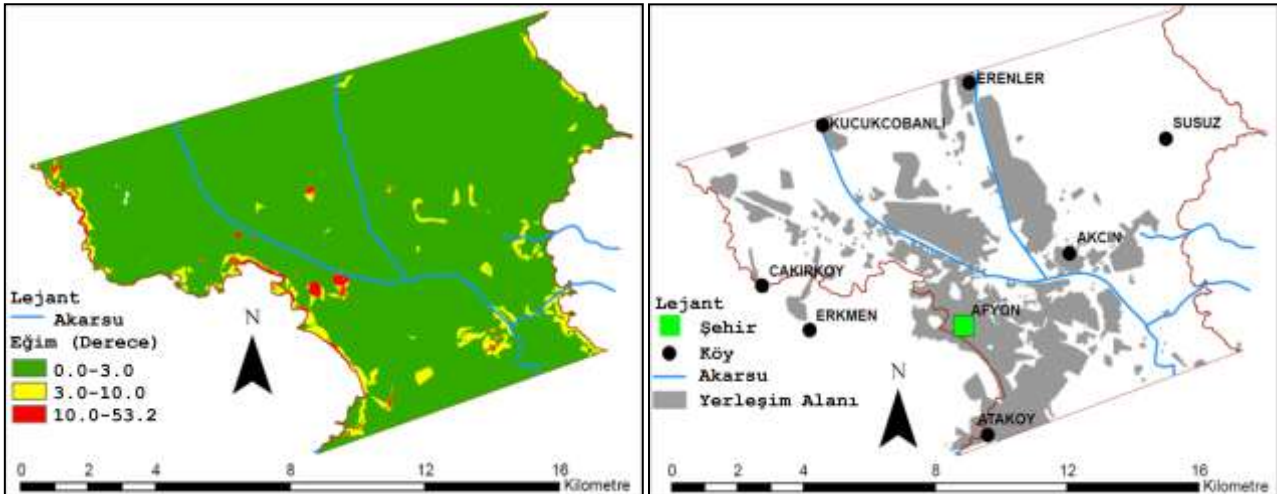 N
Lejant
Akarsu
Eğim (Derece)
0.0-3.0
3.0-10.0
10.0-53.2
0 2 4 8 12 16
Kilometre
ERENLER
KUCUKCOBANLI
SUSUZ
AKCIN
CAKIRKOY
ERKMEN
AFYON
ATAKOY
N
Lejant
Şehir
Köy
Akarsu
Yerleşim Alanı
0 2 4 8 12 16
Kilometre